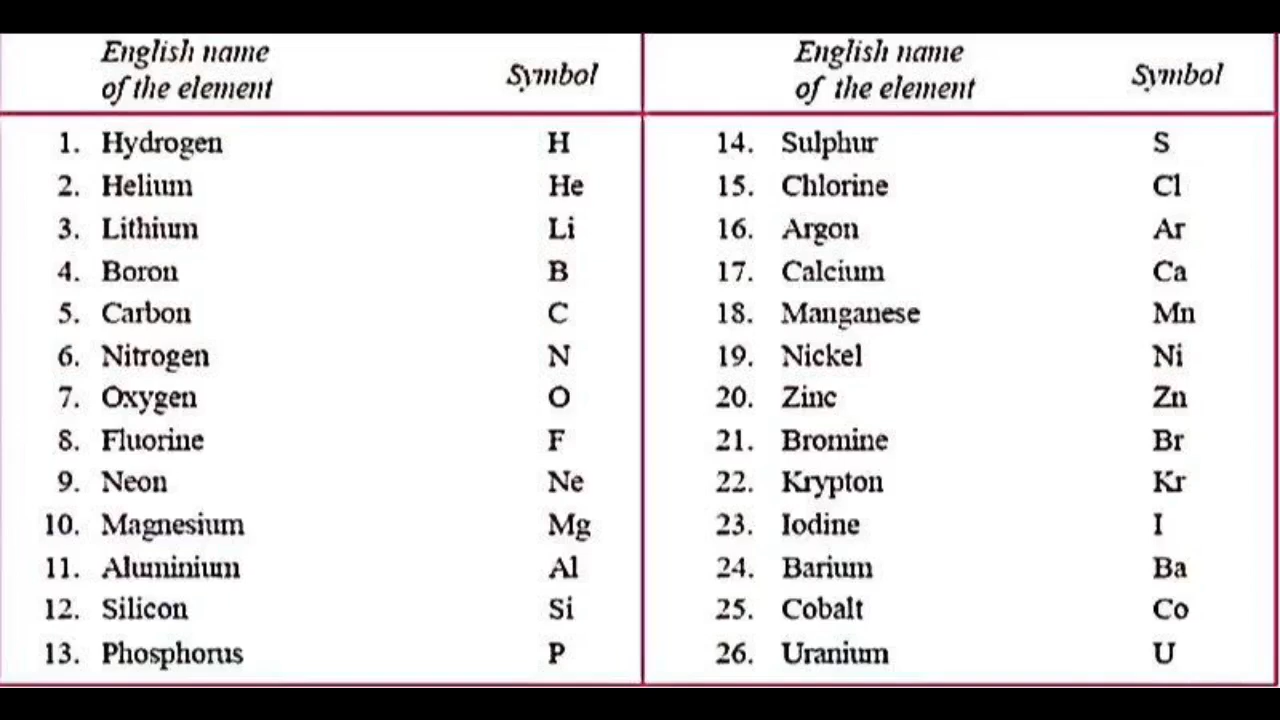 English name
of the element Symbol
1. Hydrogen H
2. Helium He
3. Lithium Li
4. Boron B
5. Carbon C
6. Nitrogen N
7. Oxygen O
8. Fluorine F
9. Neon Ne
10. Magnesium Mg
11. Aluminium Al
12. Silicon Si
13. Phosphorus P
English name
of the element Symbol
14. Sulphur S
15. Chlorine Cl
16. Argon Ar
17. Calcium Ca
18. Manganese Mn
19. Nickel Ni
20. Zinc Zn
21. Bromine Br
22. Krypton Kr
23. Iodine I
24. Barium Ba
25. Cobalt Co
26. Uranium U